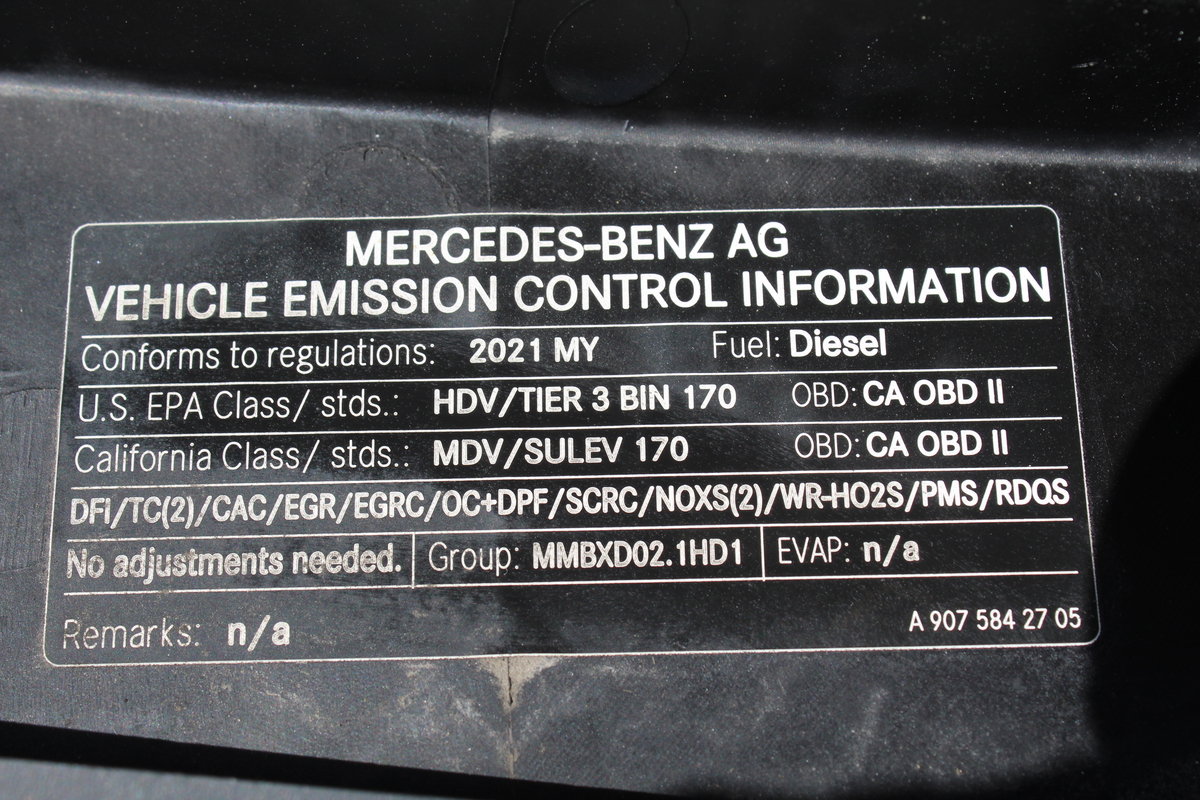 MERCEDES-BENZ AG
VEHICLE EMISSION CONTROL INFORMATION
Conforms to regulations: 2021 MY Fuel: Diesel
U.S. EPA Class/ stds.: HDV/TIER 3 BIN 170 OBD: CA OBD II
California Class/ stds.: MDV/SULEV 170 OBD: CA OBD II
DFI/TC(2)/CAC/EGR/EGRC/OC+DPF/SCRC/NOXS(2)/WR-HO2S/PMS/RDQS
No adjustments needed. Group: MMBXD02.1HD1 EVAP: n/a
Remarks: n/a A 907 584 27 05